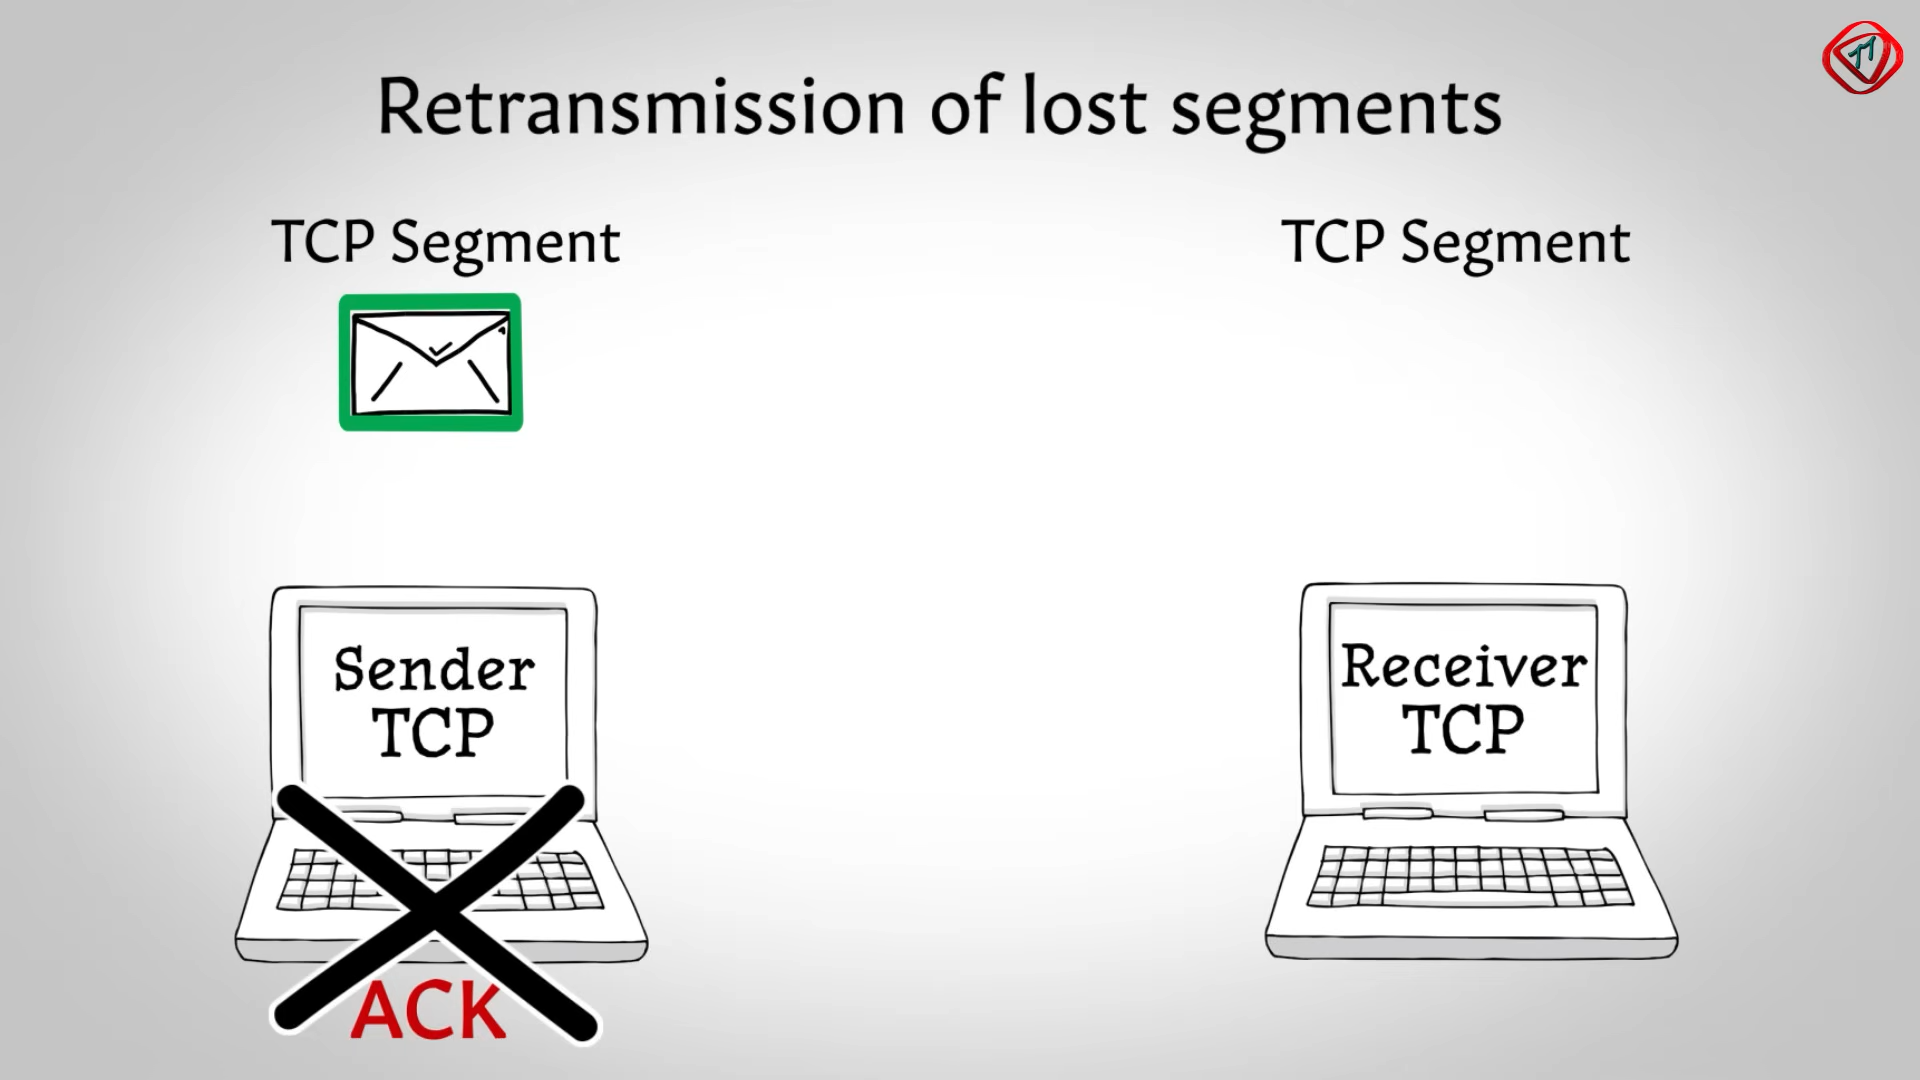 Retransmission of lost segments
TCP Segment
TCP Segment
Sender
TCP
Receiver
TCP
ACK